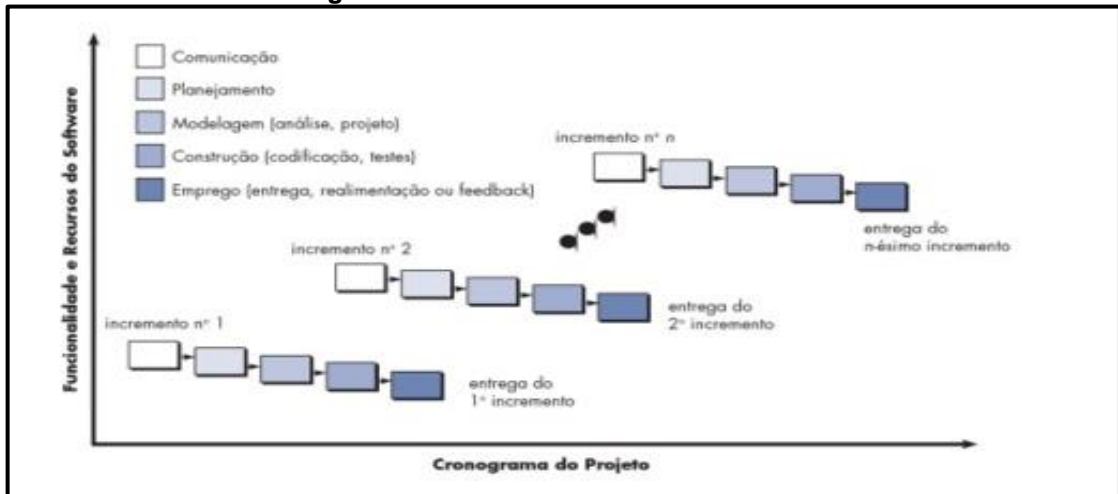 Funcionalidade e Recursos do Software
Comunicação
Planejamento
Modelagem (análise, projeto)
Construção (codificação, testes)
Emprego (entrega, realimentação ou feedback)
incremento nº n
entrega do
n-ésimo incremento
incremento nº 2
entrega do
2º incremento
incremento nº 1
entrega do
1º incremento
Cronograma do Projeto